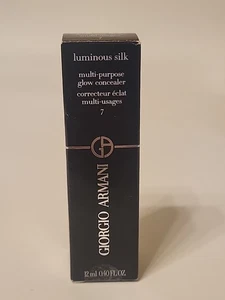 luminous silk
multi-purpose
glow concealer
correcteur éclat
multi-usages
7
GIORGIO ARMANI
12 ml 0.40 FL.OZ.